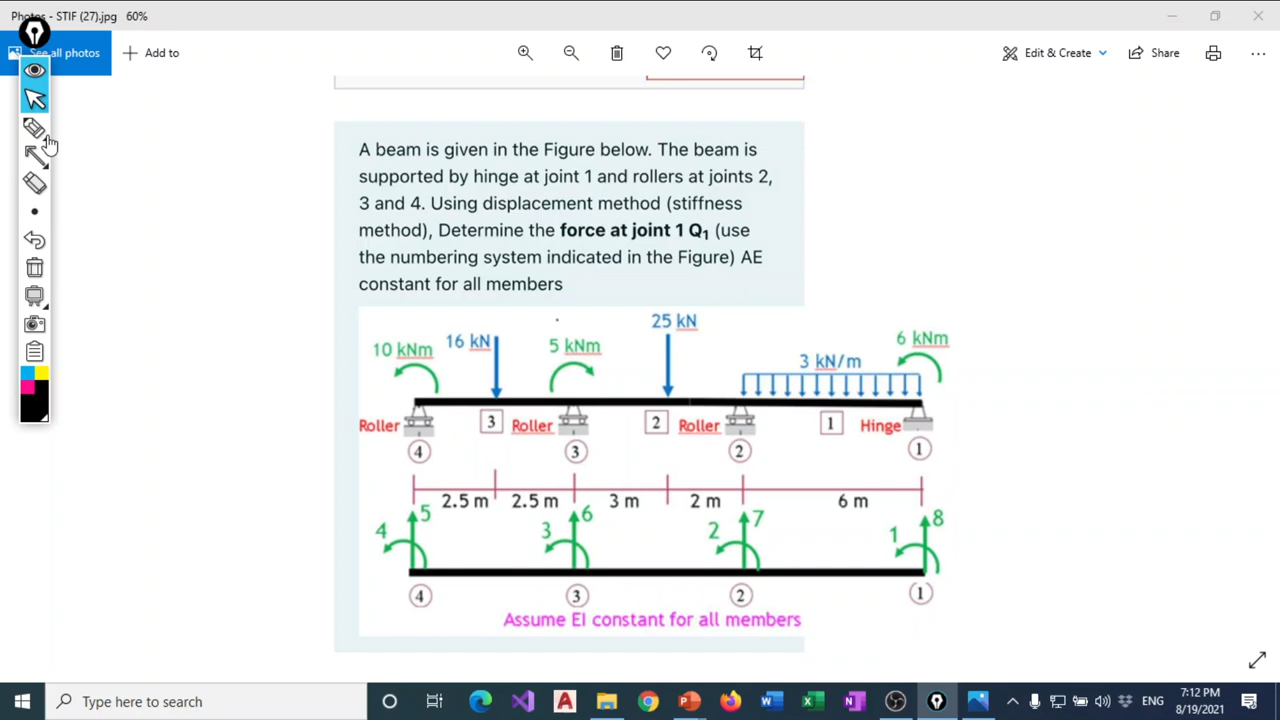 Photos - STIF (27).jpg 60%
See all photos
Add to
Edit & Create
Share
A beam is given in the Figure below. The beam is
supported by hinge at joint 1 and rollers at joints 2,
3 and 4. Using displacement method (stiffness
method), Determine the force at joint 1 Q1 (use
the numbering system indicated in the Figure) AE
constant for all members
25 kN
10 kNm 16 kN 5 kNm 6 kNm
3 kN/m
Roller 3 Roller 2 Roller 1 Hinge
4 3 2 1
2.5 m 2.5 m 3 m 2 m 6 m
5 6 7 8
4 3 2 1
4 3 2 1
Assume EI constant for all members
Type here to search
ENG
7:12 PM
8/19/2021